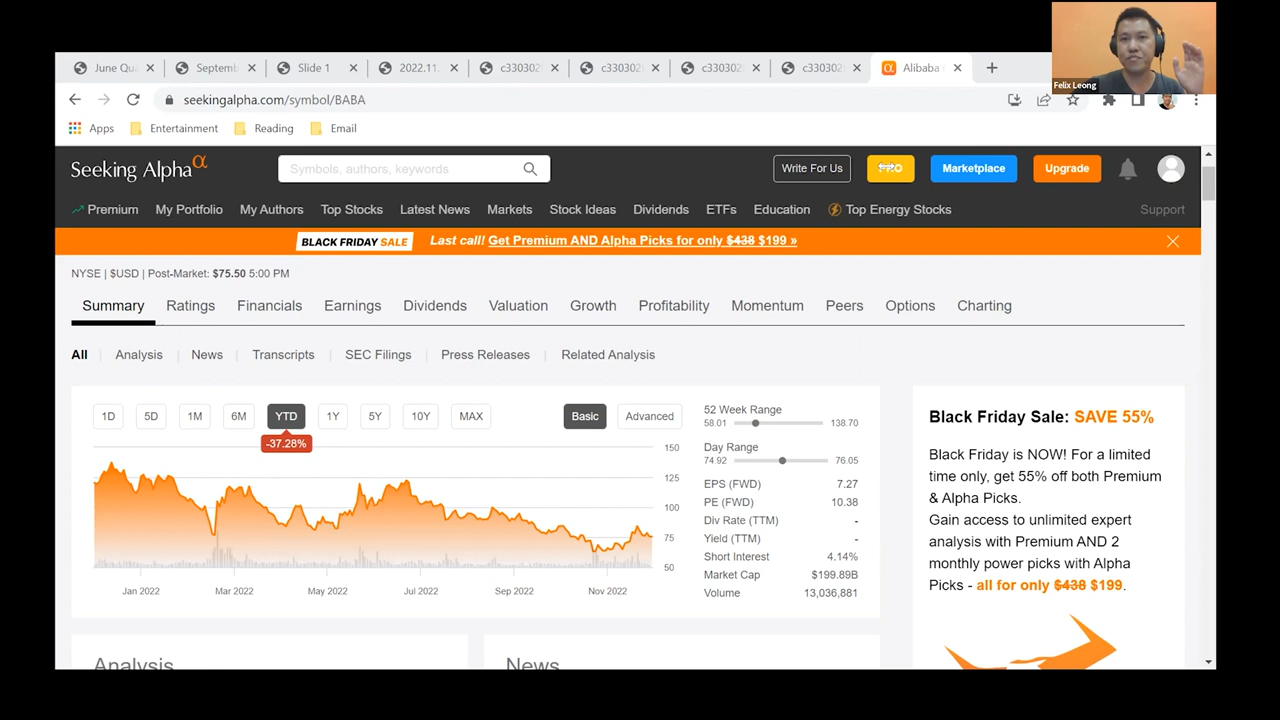 June Qua
Septemb
Slide 1
2022.11.
c330302
c330302
c330302
c330302
Alibaba
Felix Leong
seekingalpha.com/symbol/BABA
Apps
Entertainment
Reading
Email
Seeking Alpha α
Symbols, authors, keywords
Write For Us
PRO
Marketplace
Upgrade
Premium
My Portfolio
My Authors
Top Stocks
Latest News
Markets
Stock Ideas
Dividends
ETFs
Education
Top Energy Stocks
Support
BLACK FRIDAY SALE
Last call! Get Premium AND Alpha Picks for only $438 $199 »
NYSE | $USD | Post-Market: $75.50 5:00 PM
Summary
Ratings
Financials
Earnings
Dividends
Valuation
Growth
Profitability
Momentum
Peers
Options
Charting
All
Analysis
News
Transcripts
SEC Filings
Press Releases
Related Analysis
1D
5D
1M
6M
YTD
1Y
5Y
10Y
MAX
Basic
Advanced
-37.28%
150
125
100
75
50
Jan 2022
Mar 2022
May 2022
Jul 2022
Sep 2022
Nov 2022
52 Week Range
58.01
138.70
Day Range
74.92
76.05
EPS (FWD) 7.27
PE (FWD) 10.38
Div Rate (TTM) -
Yield (TTM) -
Short Interest 4.14%
Market Cap $199.89B
Volume 13,036,881
Black Friday Sale: SAVE 55%
Black Friday is NOW! For a limited
time only, get 55% off both Premium
& Alpha Picks.
Gain access to unlimited expert
analysis with Premium AND 2
monthly power picks with Alpha
Picks - all for only $438 $199.
Analysis
News